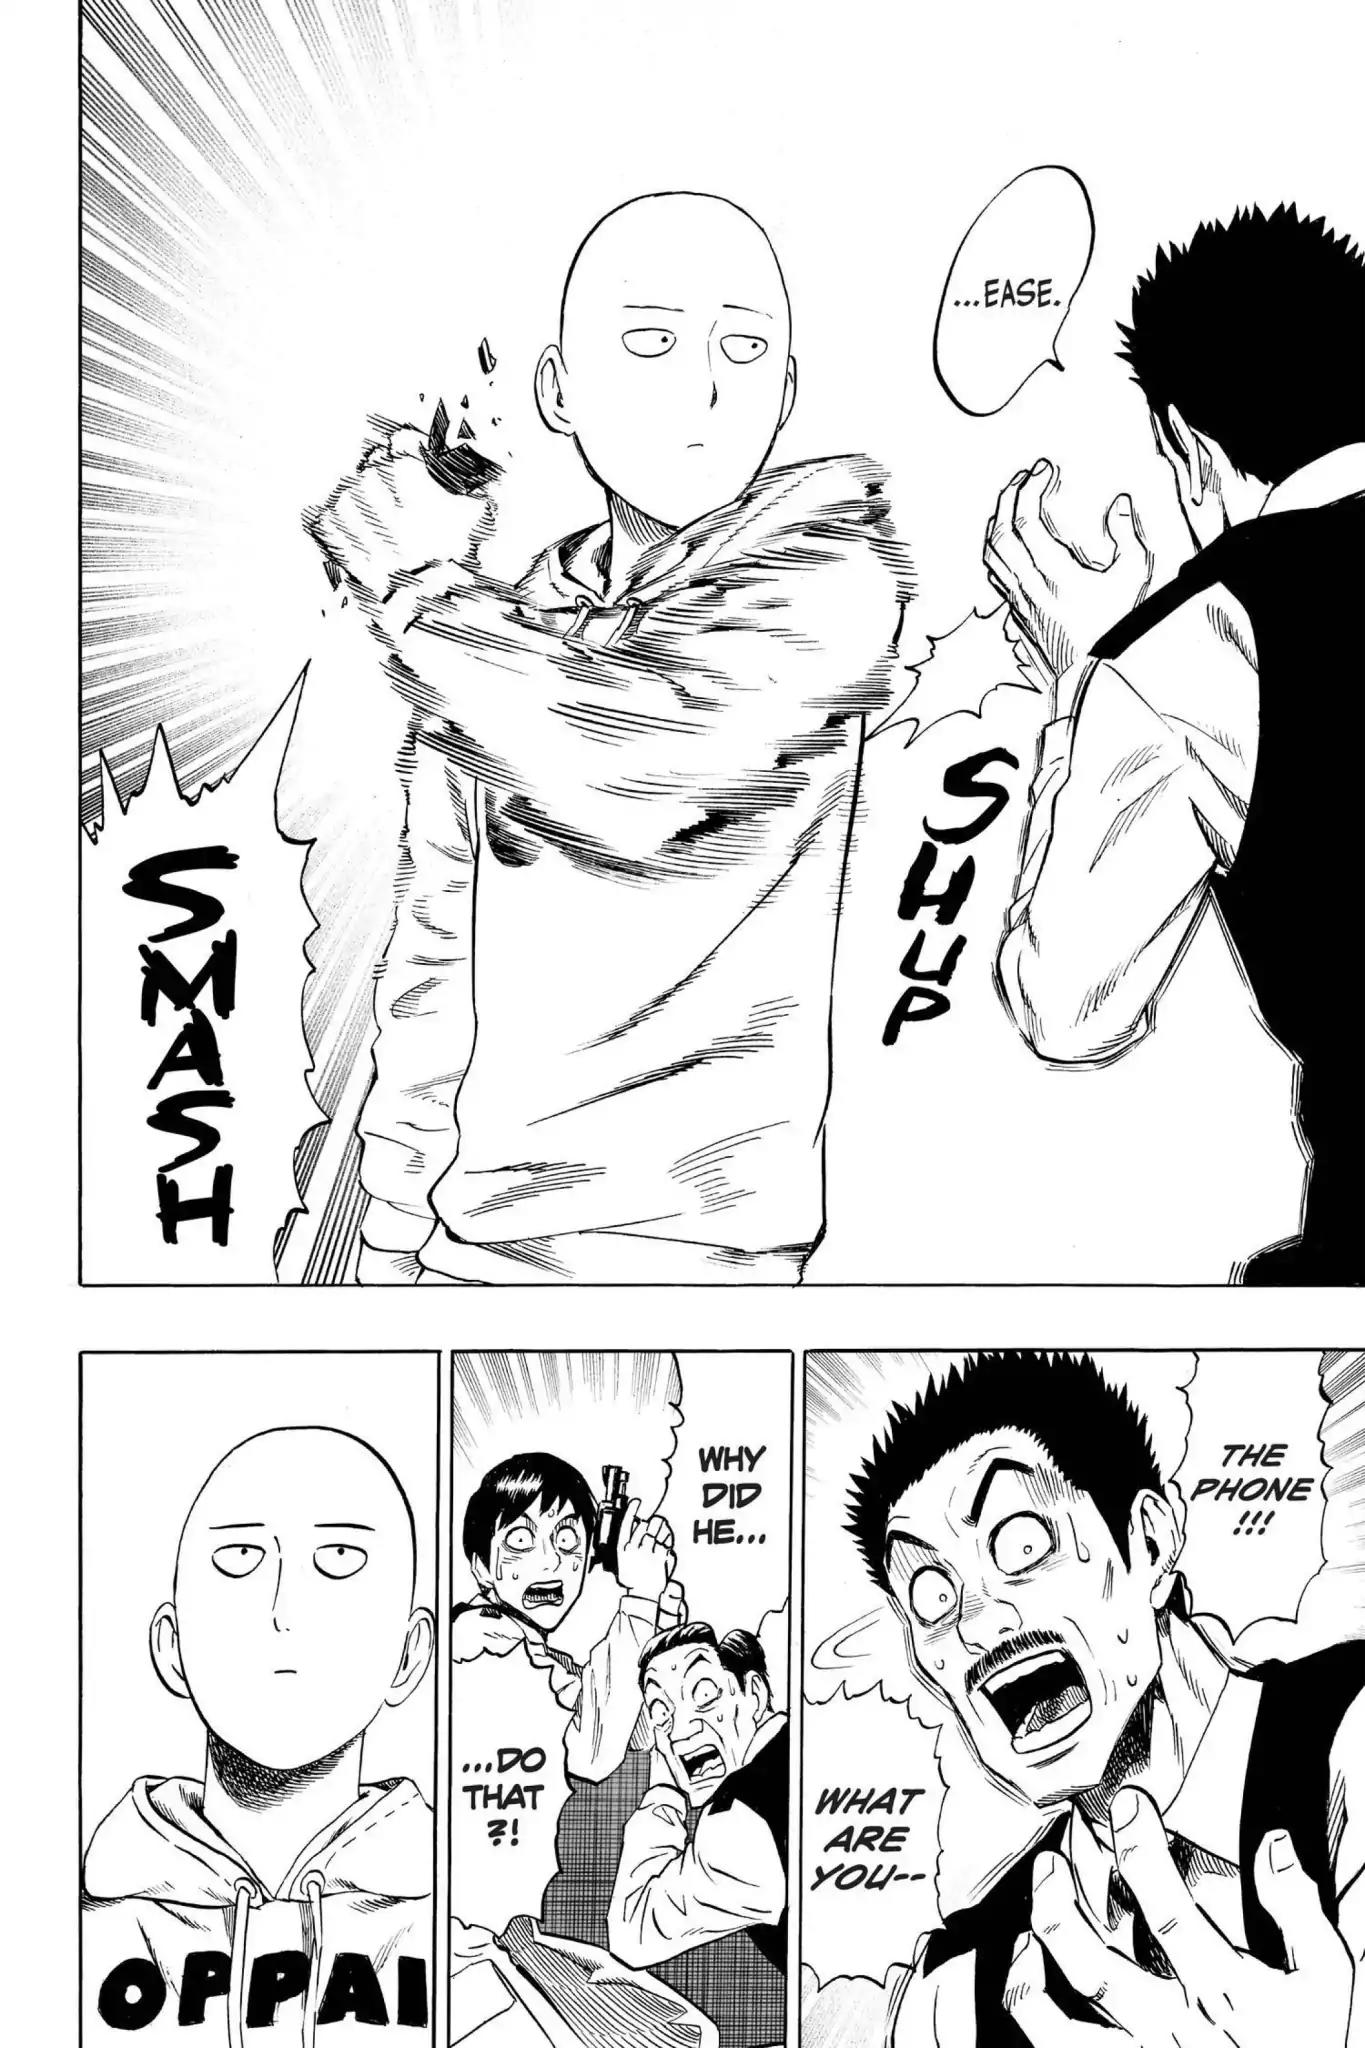 ...EASE.
SHUP
SMASH
THE
PHONE
!!!
WHAT
ARE
YOU--
WHY
DID
HE...
...DO
THAT
?!
OPPAI